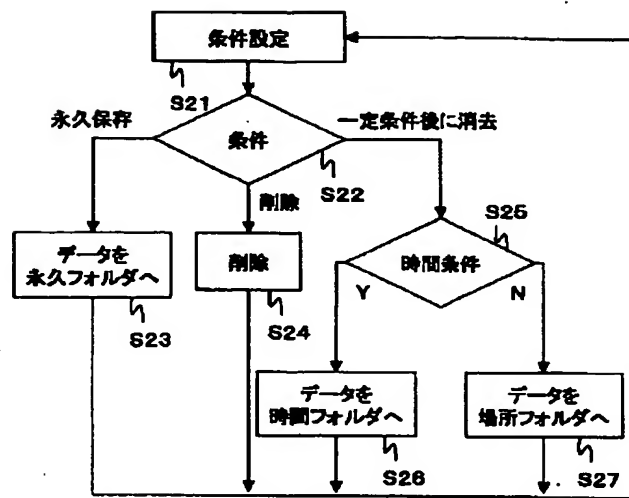 条件設定
S21
永久保存
一定条件後に消去
条件
S22
削除
S25
データを
永久フォルダへ
削除
時間条件
S23
S24
Y
N
データを
時間フォルダへ
データを
場所フォルダへ
S26
S27